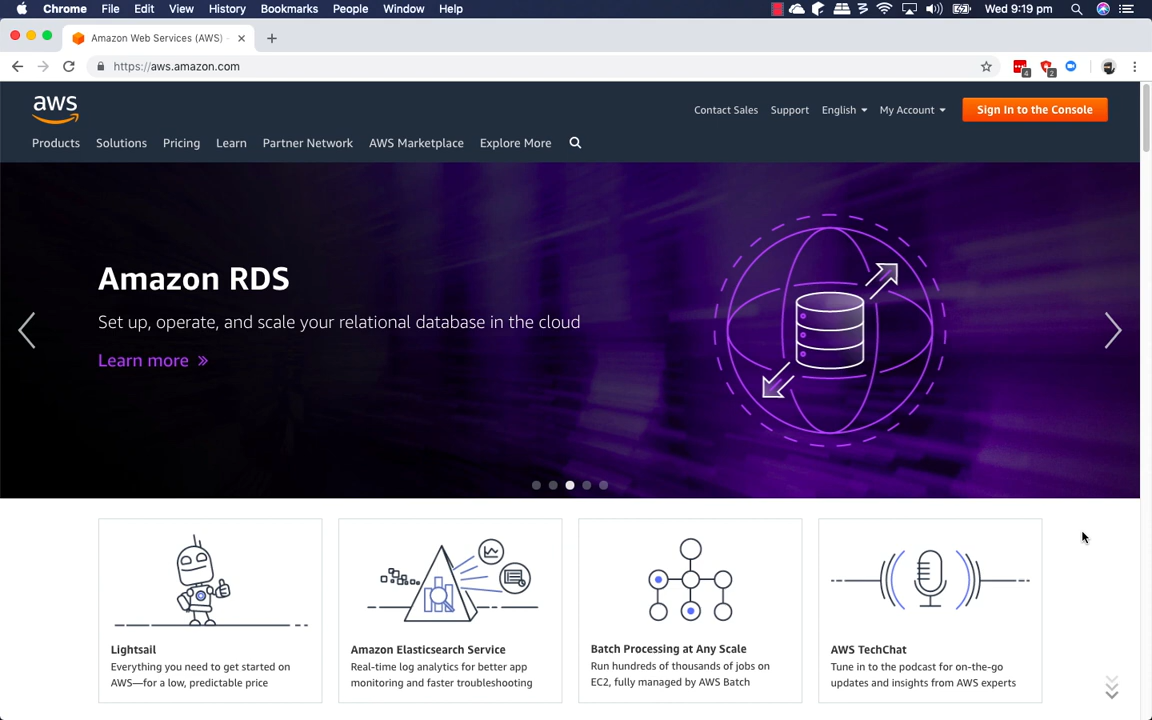 Chrome File Edit View History Bookmarks People Window Help Wed 9:19 pm
Amazon Web Services (AWS) -
https://aws.amazon.com
4
2
aws
Contact Sales Support English My Account Sign In to the Console
Products Solutions Pricing Learn Partner Network AWS Marketplace Explore More
Amazon RDS
Set up, operate, and scale your relational database in the cloud
Learn more »
Lightsail
Everything you need to get started on
AWS—for a low, predictable price
Amazon Elasticsearch Service
Real-time log analytics for better app
monitoring and faster troubleshooting
Batch Processing at Any Scale
Run hundreds of thousands of jobs on
EC2, fully managed by AWS Batch
AWS TechChat
Tune in to the podcast for on-the-go
updates and insights from AWS experts